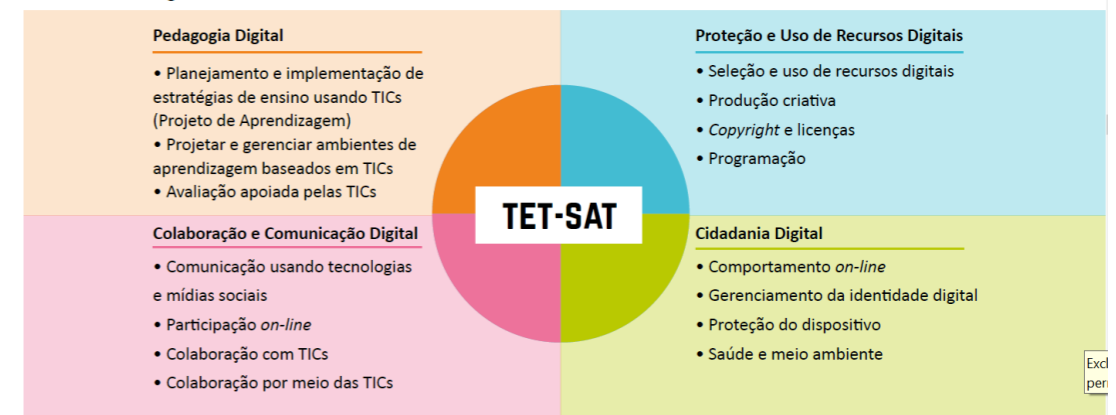 Pedagogia Digital
• Planejamento e implementação de
estratégias de ensino usando TICs
(Projeto de Aprendizagem)
• Projetar e gerenciar ambientes de
aprendizagem baseados em TICs
• Avaliação apoiada pelas TICs
Proteção e Uso de Recursos Digitais
• Seleção e uso de recursos digitais
• Produção criativa
• Copyright e licenças
• Programação
TET-SAT
Colaboração e Comunicação Digital
• Comunicação usando tecnologias
e mídias sociais
• Participação on-line
• Colaboração com TICs
• Colaboração por meio das TICs
Cidadania Digital
• Comportamento on-line
• Gerenciamento da identidade digital
• Proteção do dispositivo
• Saúde e meio ambiente